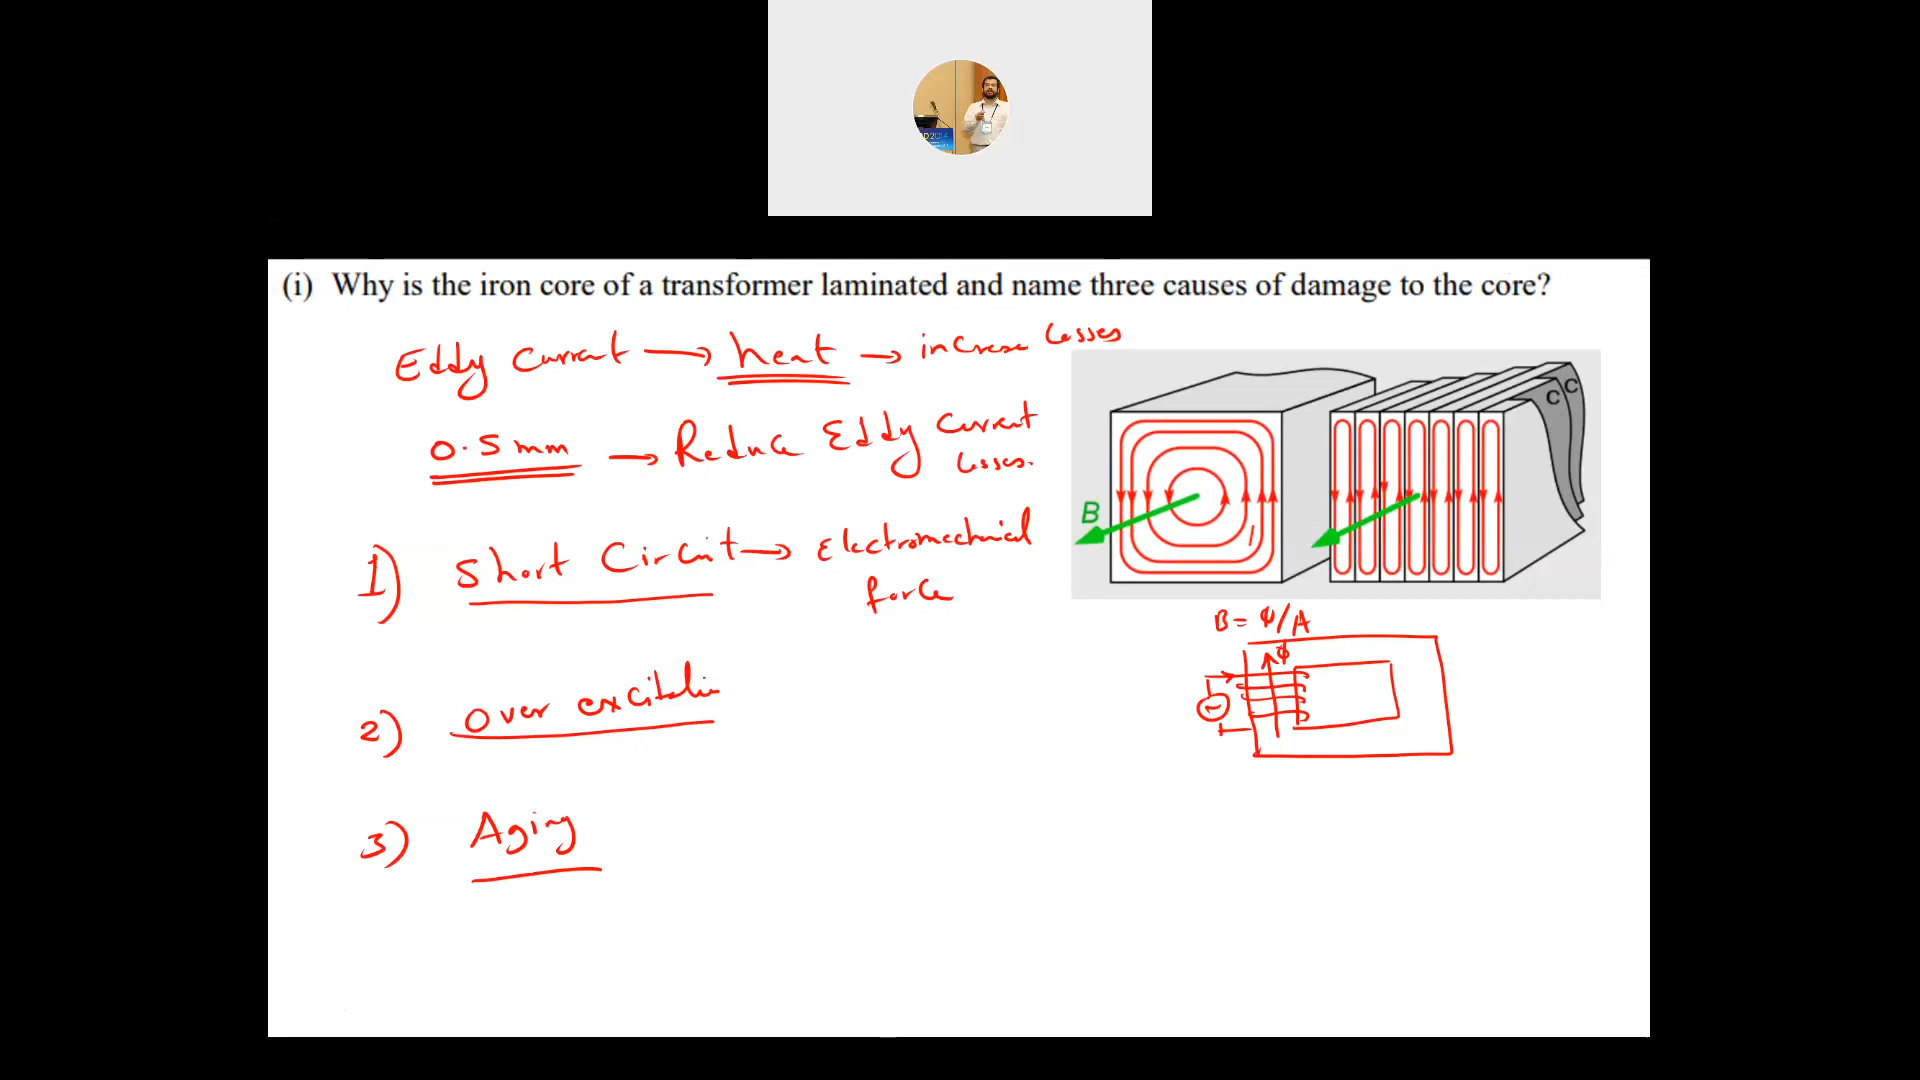 D2014
(i) Why is the iron core of a transformer laminated and name three causes of damage to the core?
Eddy Current → heat → increase losses
0.5 mm → Reduce Eddy current
losses.
1) Short Circuit → Electromechanical
force
2) Over excitation
3) Aging
B
I
C C
B = Φ/A
Φ